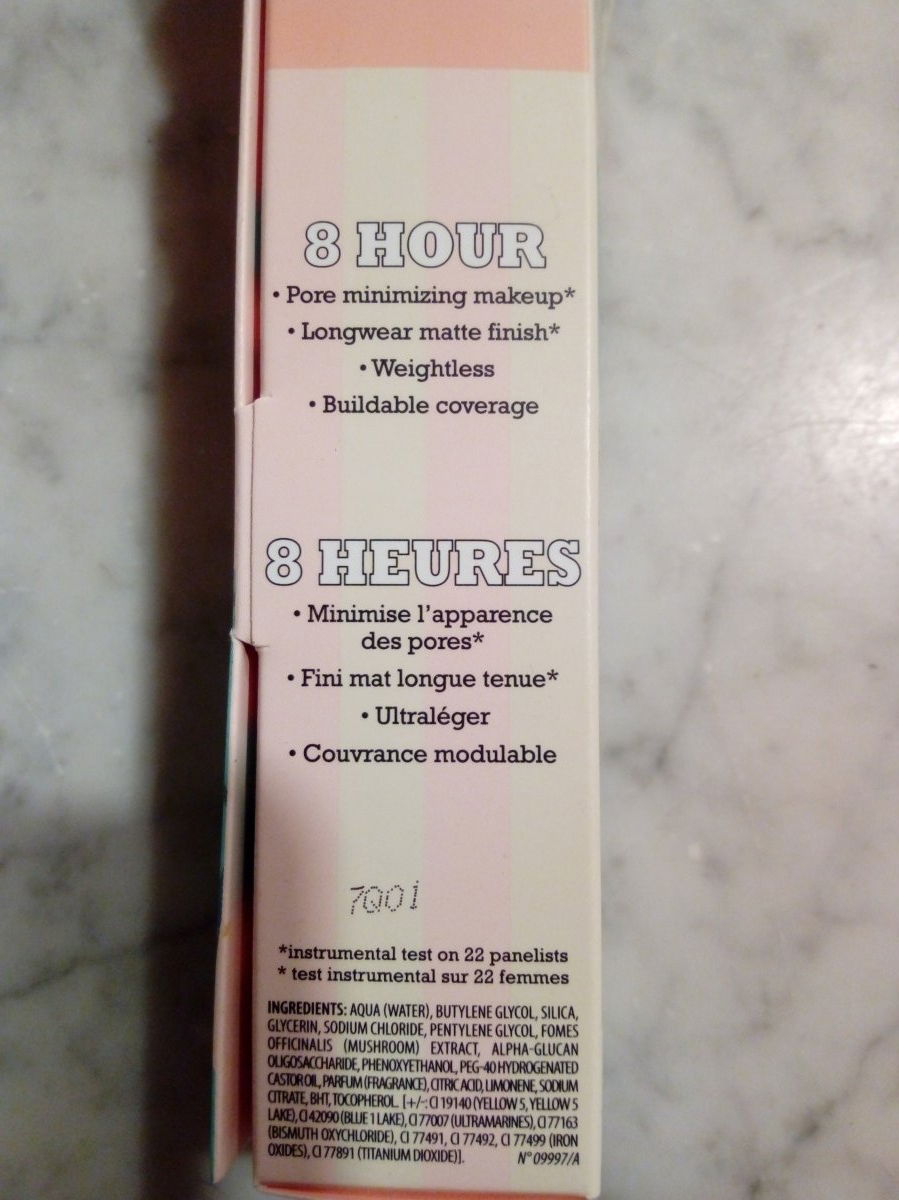 8 HOUR
• Pore minimizing makeup*
• Longwear matte finish*
• Weightless
• Buildable coverage
8 HEURES
• Minimise l'apparence
des pores*
• Fini mat longue tenue*
• Ultraléger
• Couvrance modulable
7Q01
*instrumental test on 22 panelists
* test instrumental sur 22 femmes
INGREDIENTS: AQUA (WATER), BUTYLENE GLYCOL, SILICA,
GLYCERIN, SODIUM CHLORIDE, PENTYLENE GLYCOL, FOMES
OFFICINALIS (MUSHROOM) EXTRACT, ALPHA-GLUCAN
OLIGOSACCHARIDE, PHENOXYETHANOL, PEG-40 HYDROGENATED
CASTOR OIL, PARFUM (FRAGRANCE), CITRIC ACID, LIMONENE, SODIUM
CITRATE, BHT, TOCOPHEROL. [+/-: CI 19140 (YELLOW 5, YELLOW 5
LAKE), CI 42090 (BLUE 1 LAKE), CI 77007 (ULTRAMARINES), CI 77163
(BISMUTH OXYCHLORIDE), CI 77491, CI 77492, CI 77499 (IRON
OXIDES), CI 77891 (TITANIUM DIOXIDE)]. N° 09997/A